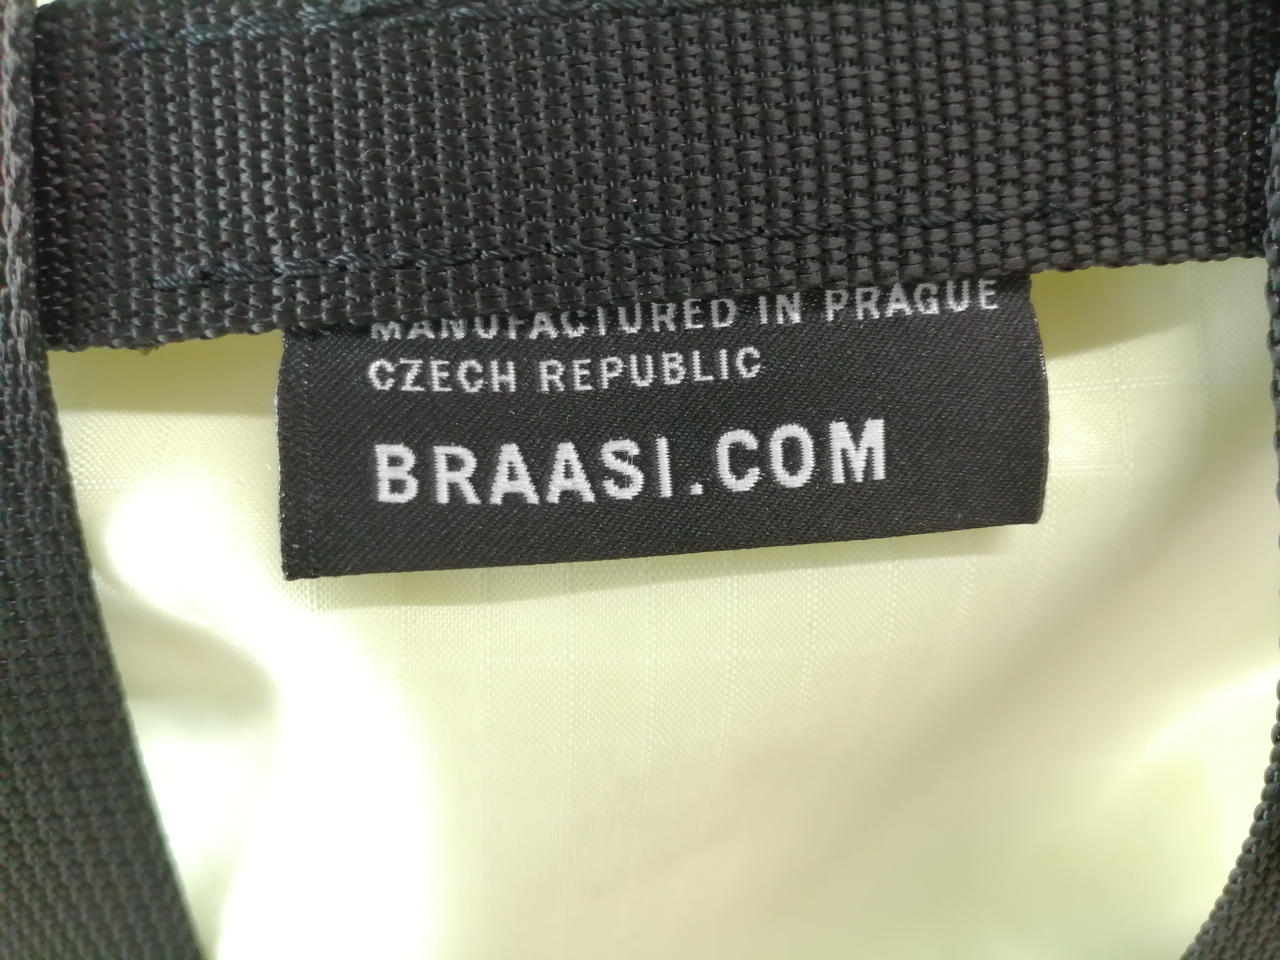 MANUFACTURED IN PRAGUE
CZECH REPUBLIC
BRAASI.COM